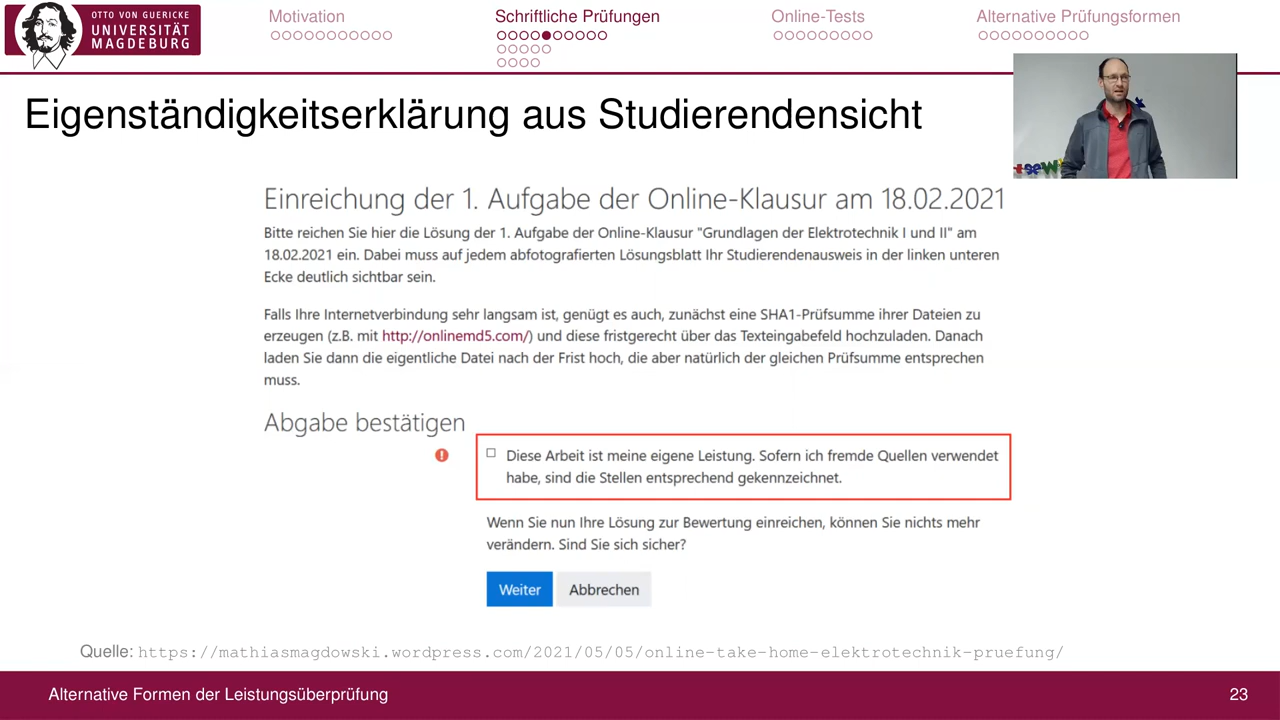 OTTO VON GUERICKE
UNIVERSITÄT
MAGDEBURG
Motivation
Schriftliche Prüfungen
Online-Tests
Alternative Prüfungsformen
Eigenständigkeitserklärung aus Studierendensicht
Einreichung der 1. Aufgabe der Online-Klausur am 18.02.2021
Bitte reichen Sie hier die Lösung der 1. Aufgabe der Online-Klausur "Grundlagen der Elektrotechnik I und II" am
18.02.2021 ein. Dabei muss auf jedem abfotografierten Lösungsblatt Ihr Studierendenausweis in der linken unteren
Ecke deutlich sichtbar sein.
Falls Ihre Internetverbindung sehr langsam ist, genügt es auch, zunächst eine SHA1-Prüfsumme ihrer Dateien zu
erzeugen (z.B. mit http://onlinemd5.com/) und diese fristgerecht über das Texteingabefeld hochzuladen. Danach
laden Sie dann die eigentliche Datei nach der Frist hoch, die aber natürlich der gleichen Prüfsumme entsprechen
muss.
Abgabe bestätigen
Diese Arbeit ist meine eigene Leistung. Sofern ich fremde Quellen verwendet
habe, sind die Stellen entsprechend gekennzeichnet.
Wenn Sie nun Ihre Lösung zur Bewertung einreichen, können Sie nichts mehr
verändern. Sind Sie sich sicher?
Weiter
Abbrechen
Quelle: https://mathiasmagdowski.wordpress.com/2021/05/05/online-take-home-elektrotechnik-pruefung/
Alternative Formen der Leistungsüberprüfung
23